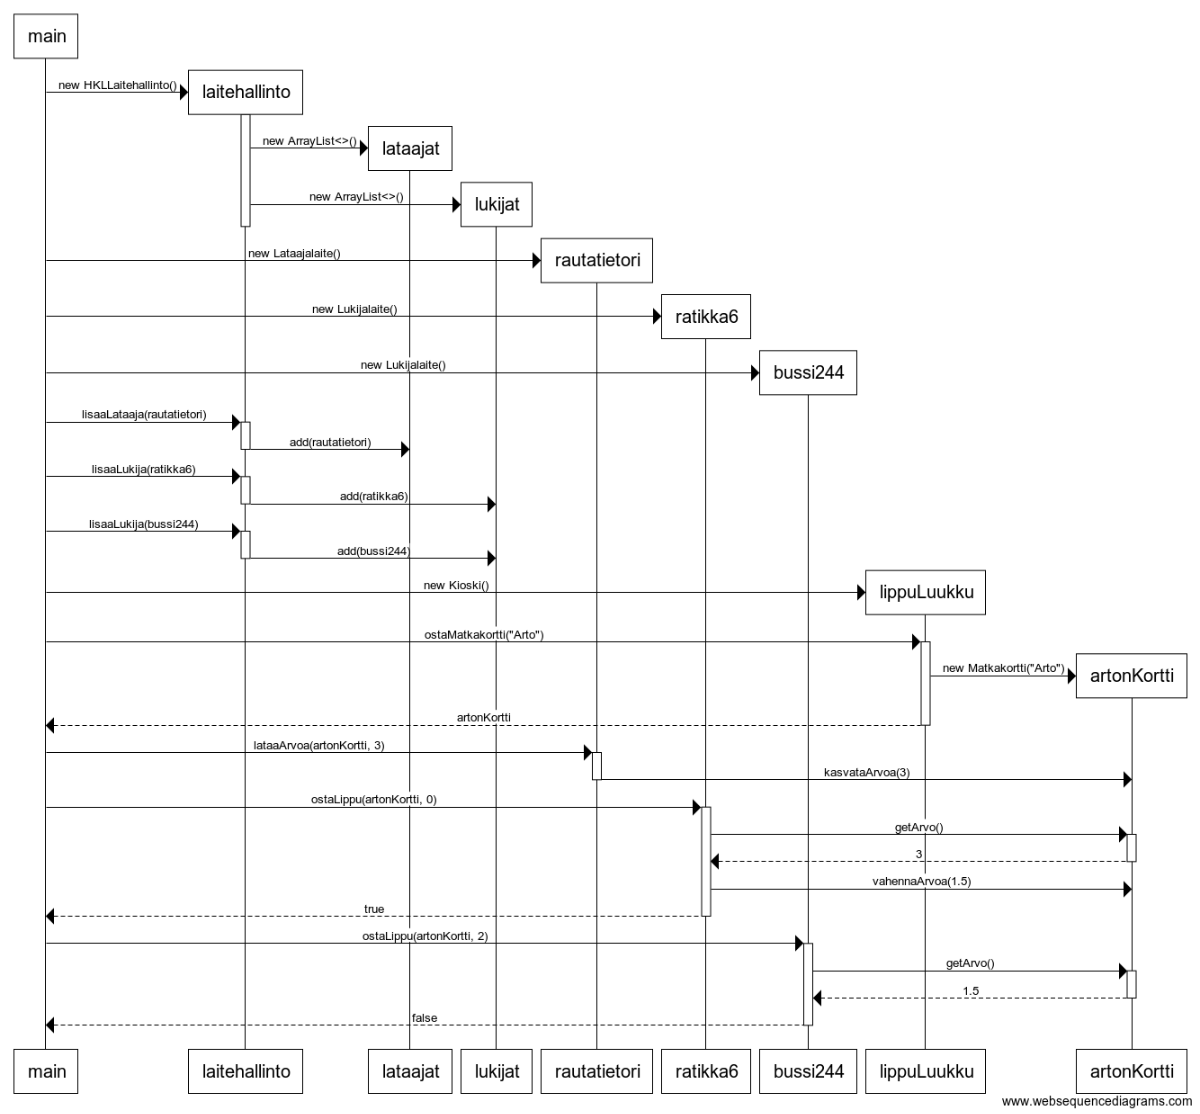 main
new HKLLaitehallinto()
laitehallinto
new ArrayList<>()
lataajat
new ArrayList<>()
lukijat
new Lataajalaite()
rautatietori
new Lukijalaite()
ratikka6
new Lukijalaite()
bussi244
lisaaLataaja(rautatietori)
add(rautatietori)
lisaaLukija(ratikka6)
add(ratikka6)
lisaaLukija(bussi244)
add(bussi244)
new Kioski()
lippuLuukku
ostaMatkakortti("Arto")
new Matkakortti("Arto")
artonKortti
artonKortti
lataaArvoa(artonKortti, 3)
kasvataArvoa(3)
ostaLippu(artonKortti, 0)
getArvo()
3
vahennaArvoa(1.5)
true
ostaLippu(artonKortti, 2)
getArvo()
1.5
false
main
laitehallinto
lataajat
lukijat
rautatietori
ratikka6
bussi244
lippuLuukku
artonKortti
www.websequencediagrams.com